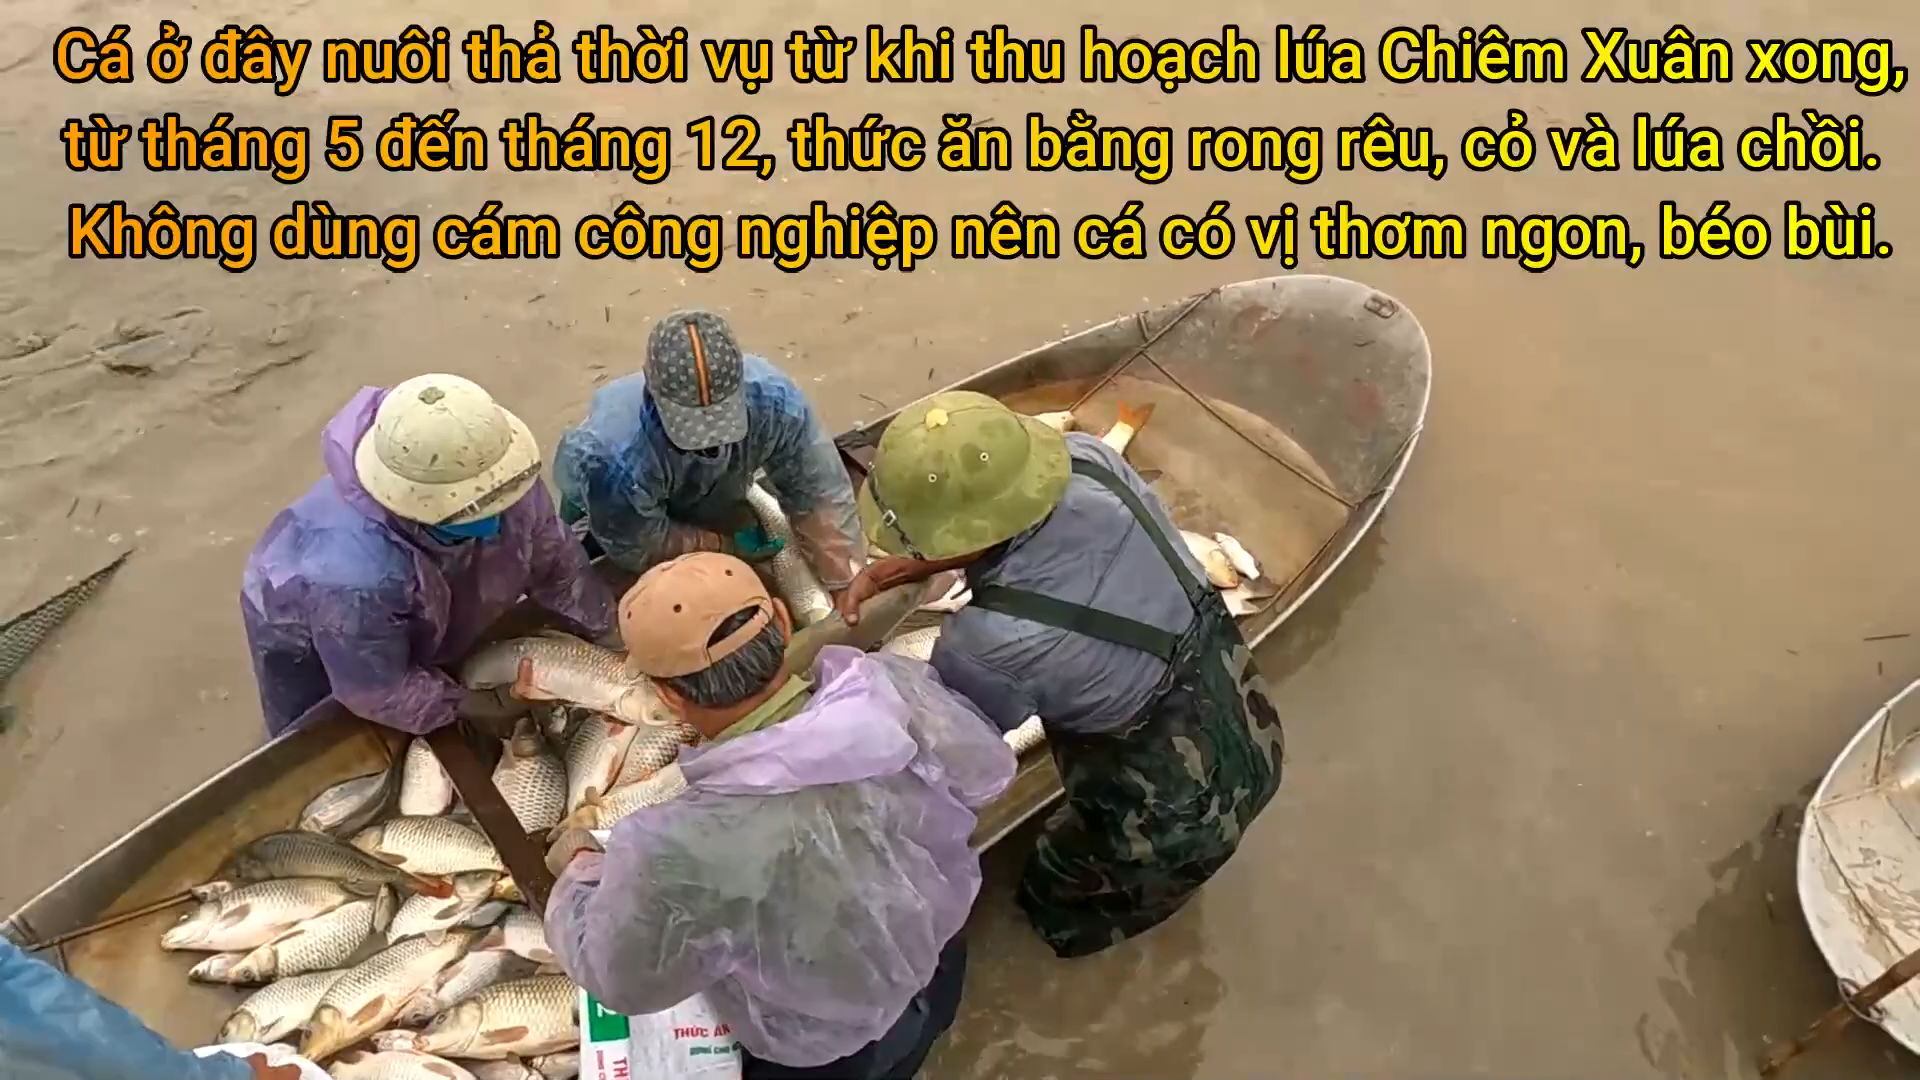 Cá ở đây nuôi thả thời vụ từ khi thu hoạch lúa Chiêm Xuân xong,
từ tháng 5 đến tháng 12, thức ăn bằng rong rêu, cỏ và lúa chồi.
Không dùng cám công nghiệp nên cá có vị thơm ngon, béo bùi.
THỨC ĂN